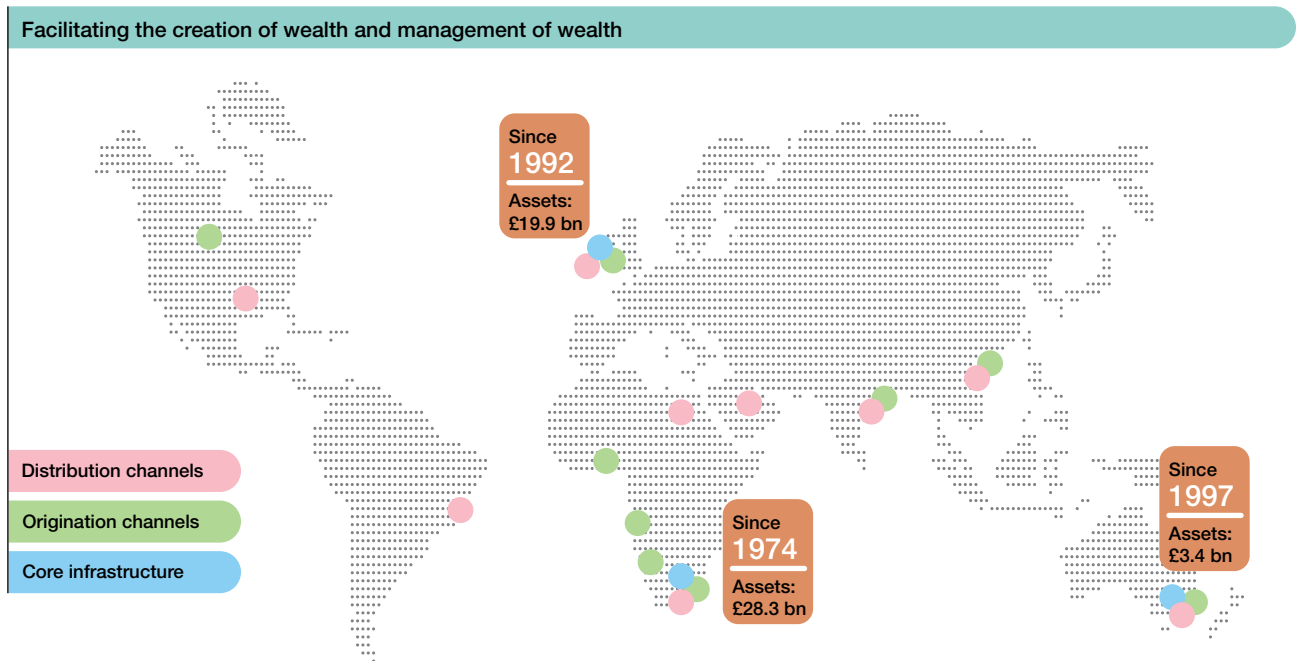 Facilitating the creation of wealth and management of wealth
Since
1992
Assets:
£19.9 bn
Distribution channels
Origination channels
Core infrastructure
Since
1974
Assets:
£28.3 bn
Since
1997
Assets:
£3.4 bn